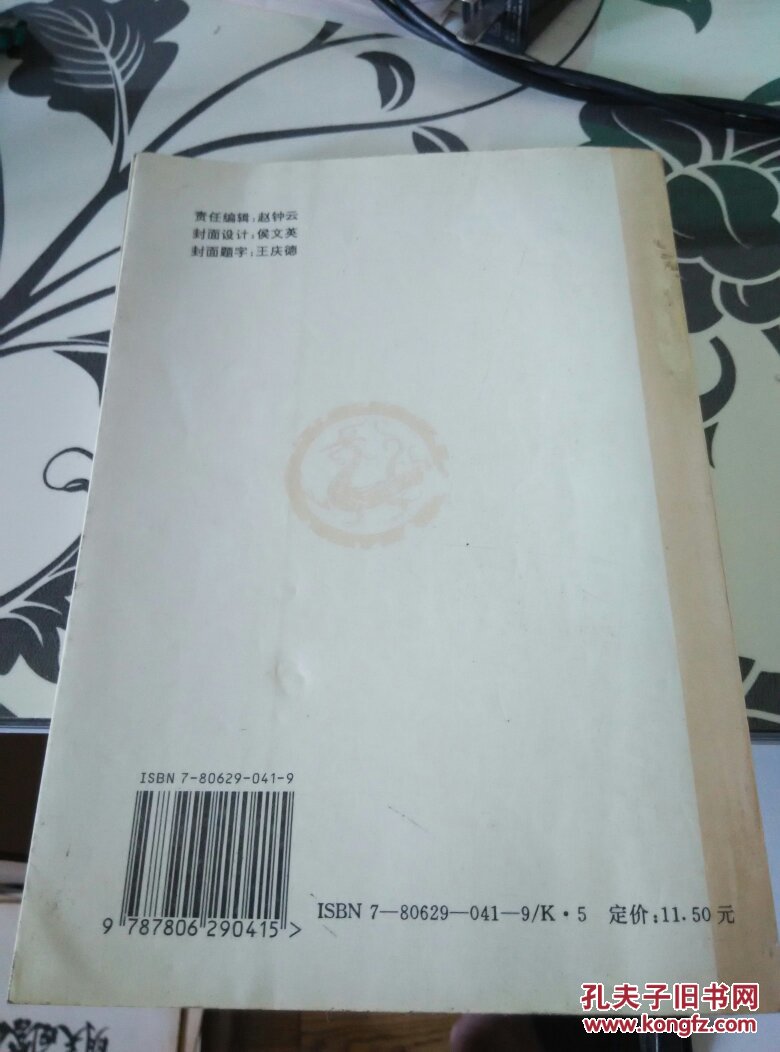 责任编辑:赵钟云
封面设计:侯文英
封面题字:王庆德
ISBN 7-80629-041-9
9 787806 290415 >
ISBN 7—80629—041—9/K·5 定价:11.50元
孔夫子旧书网
www.kongfz.com